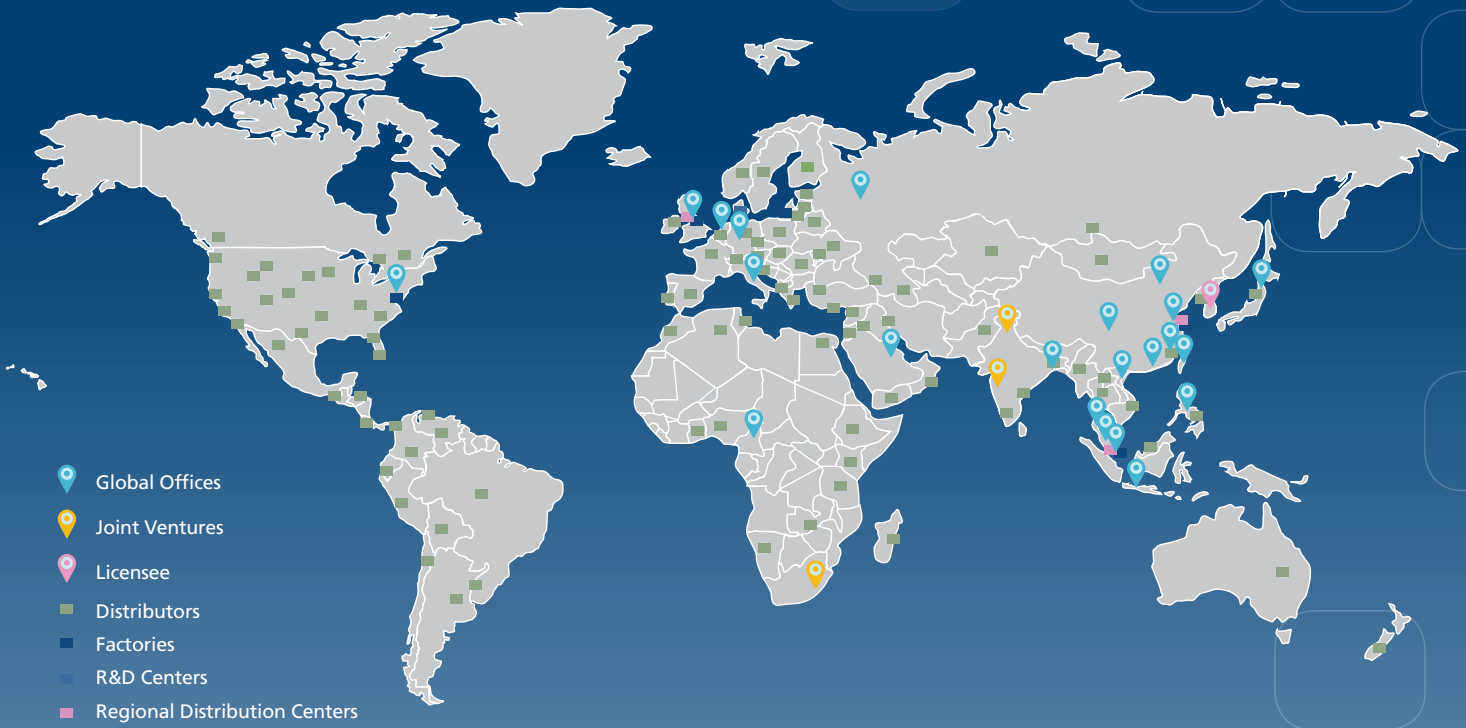 Global Offices
Joint Ventures
Licensee
Distributors
Factories
R&D Centers
Regional Distribution Centers